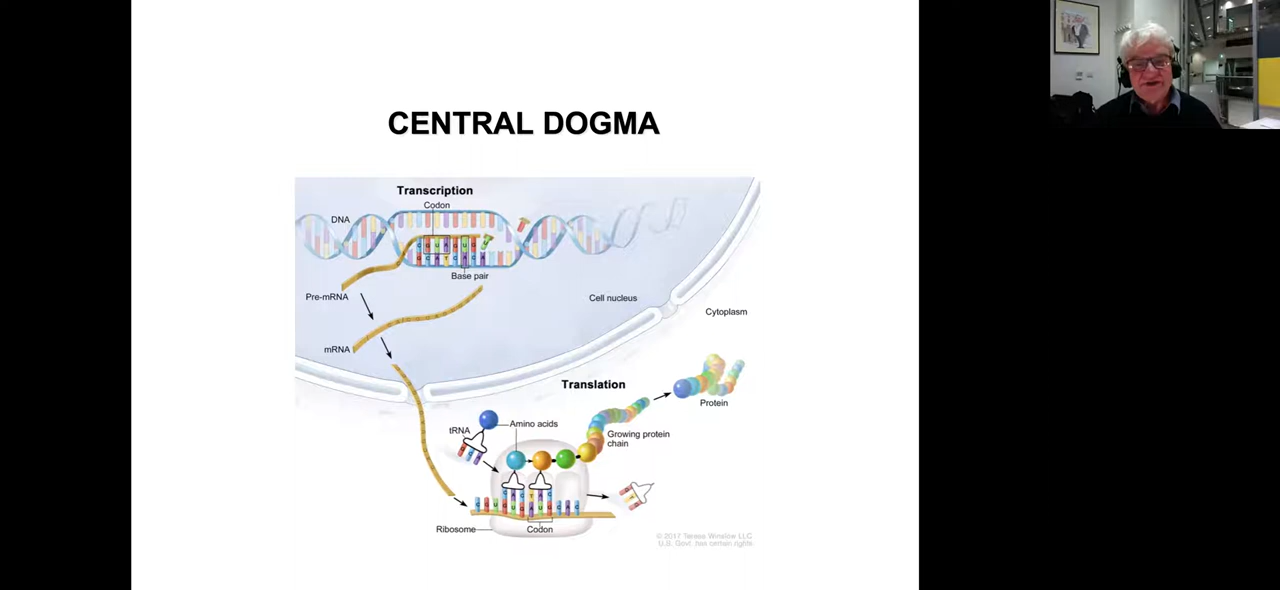 CENTRAL DOGMA
Transcription
Codon
DNA
Base pair
Pre-mRNA
Cell nucleus
Cytoplasm
mRNA
Translation
Protein
Amino acids
tRNA
Growing protein
chain
Ribosome
Codon
© 2017 Terese Winslow LLC
U.S. Govt. has certain rights